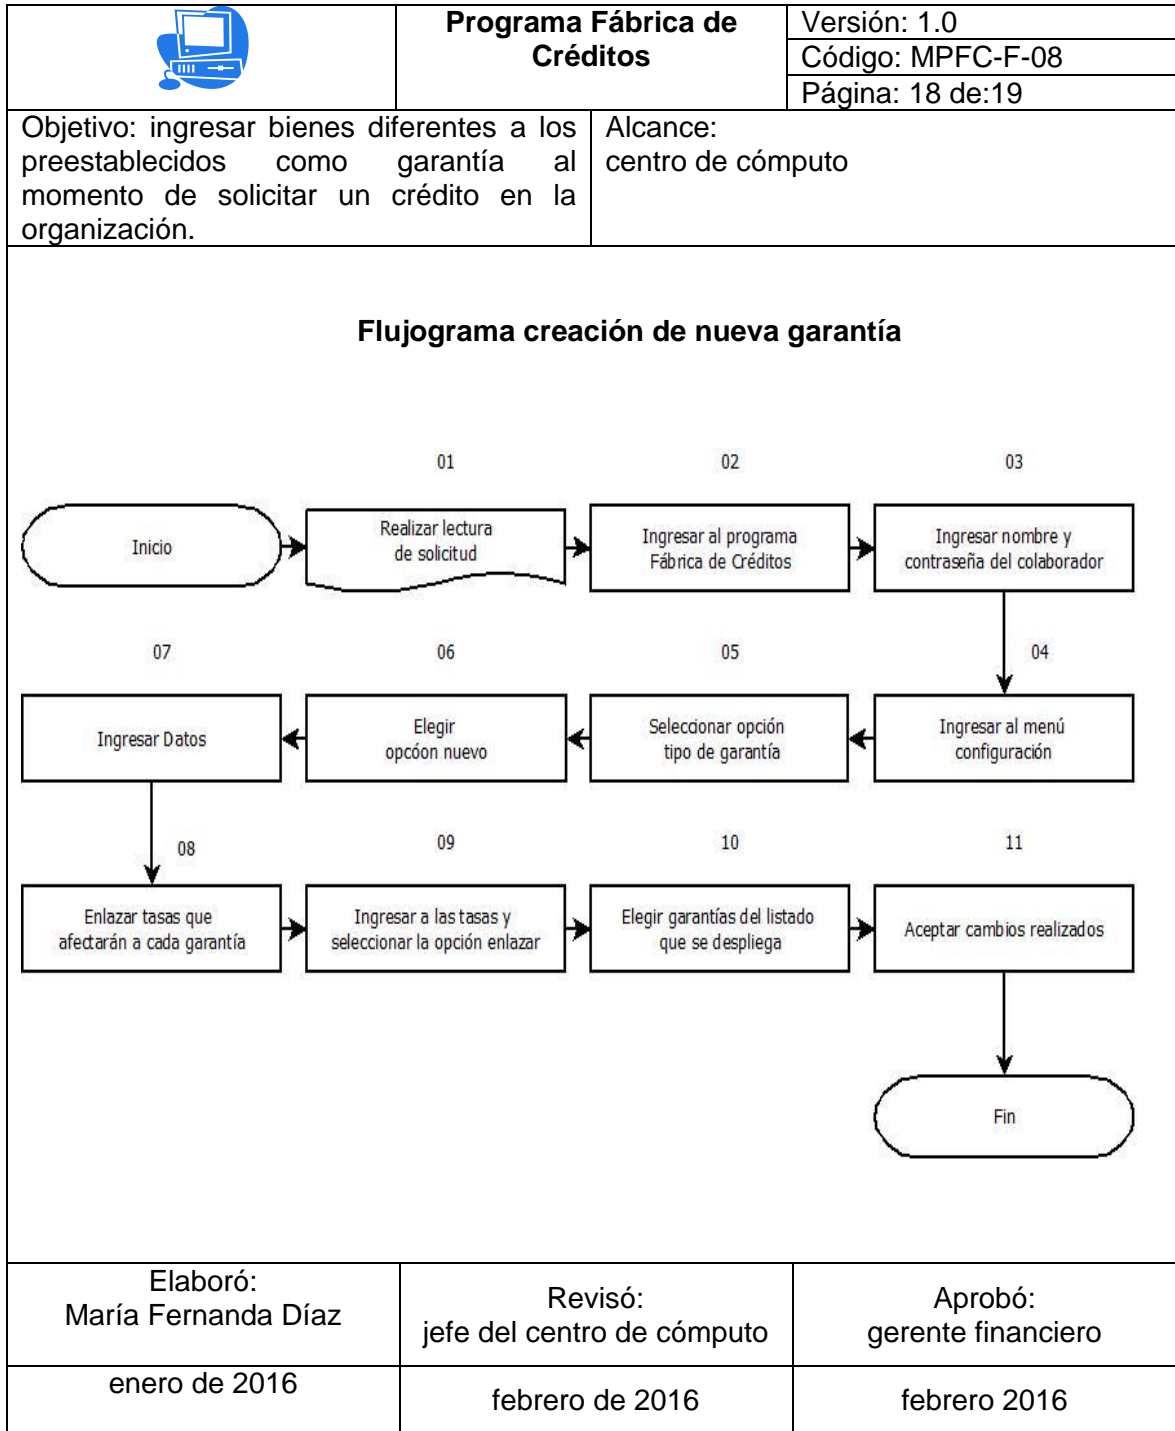 Programa Fábrica de
Créditos
Versión: 1.0
Código: MPFC-F-08
Página: 18 de:19
Objetivo: ingresar bienes diferentes a los
preestablecidos como garantía al
momento de solicitar un crédito en la
organización.
Alcance:
centro de cómputo
Flujograma creación de nueva garantía
01
02
03
Inicio
Realizar lectura
de solicitud
Ingresar al programa
Fábrica de Créditos
Ingresar nombre y
contraseña del colaborador
07
06
05
04
Ingresar Datos
Elegir
opcóon nuevo
Seleccionar opción
tipo de garantía
Ingresar al menú
configuración
08
09
10
11
Enlazar tasas que
afectarán a cada garantía
Ingresar a las tasas y
seleccionar la opción enlazar
Elegir garantías del listado
que se despliega
Aceptar cambios realizados
Fin
Elaboró:
María Fernanda Díaz
Revisó:
jefe del centro de cómputo
Aprobó:
gerente financiero
enero de 2016
febrero de 2016
febrero 2016